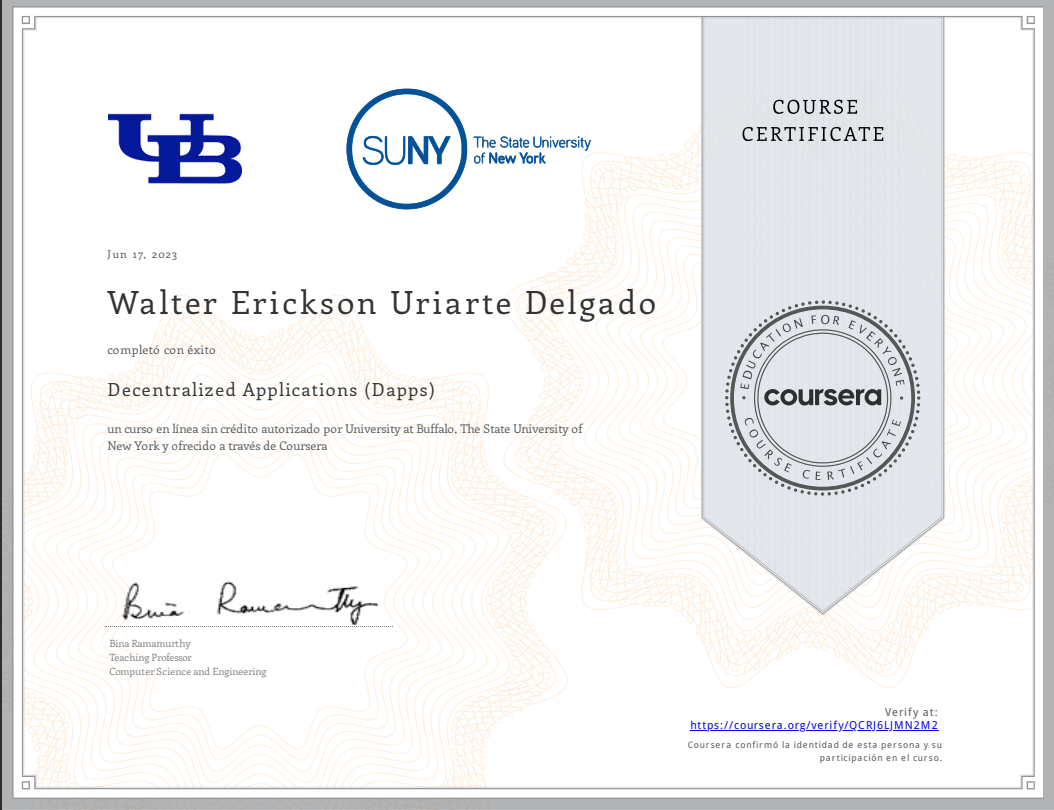 UB
SUNY
The State University
of New York
COURSE
CERTIFICATE
Jun 17, 2023
Walter Erickson Uriarte Delgado
completó con éxito
Decentralized Applications (Dapps)
un curso en línea sin crédito autorizado por University at Buffalo, The State University of
New York y ofrecido a través de Coursera
EDUCATION FOR EVERYONE
coursera
COURSE CERTIFICATE
Bina Ramamurthy
Bina Ramamurthy
Teaching Professor
Computer Science and Engineering
Verify at:
https://coursera.org/verify/QCRJ6LJMN2M2
Coursera confirmó la identidad de esta persona y su
participación en el curso.